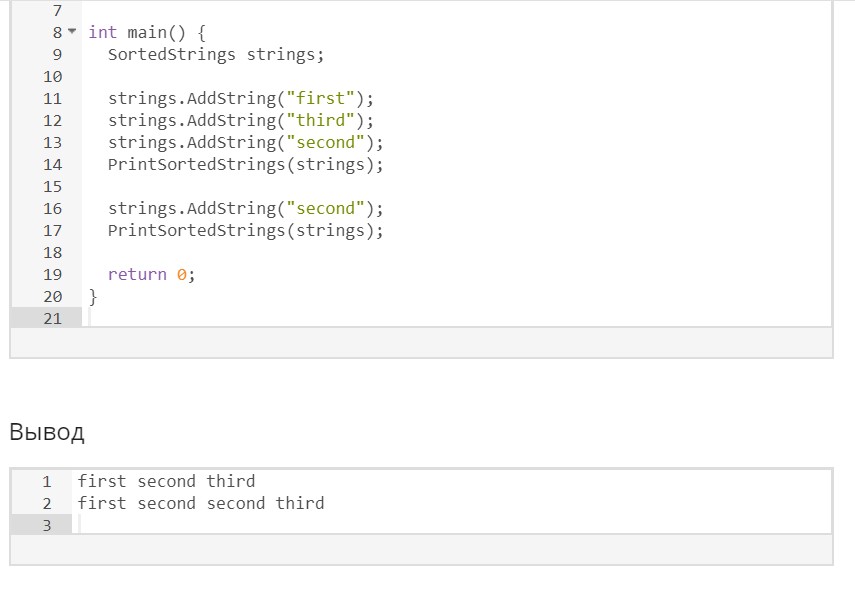 7
8 int main() {
9 SortedStrings strings;
10
11 strings.AddString("first");
12 strings.AddString("third");
13 strings.AddString("second");
14 PrintSortedStrings(strings);
15
16 strings.AddString("second");
17 PrintSortedStrings(strings);
18
19 return 0;
20 }
21
Вывод
1 first second third
2 first second second third
3